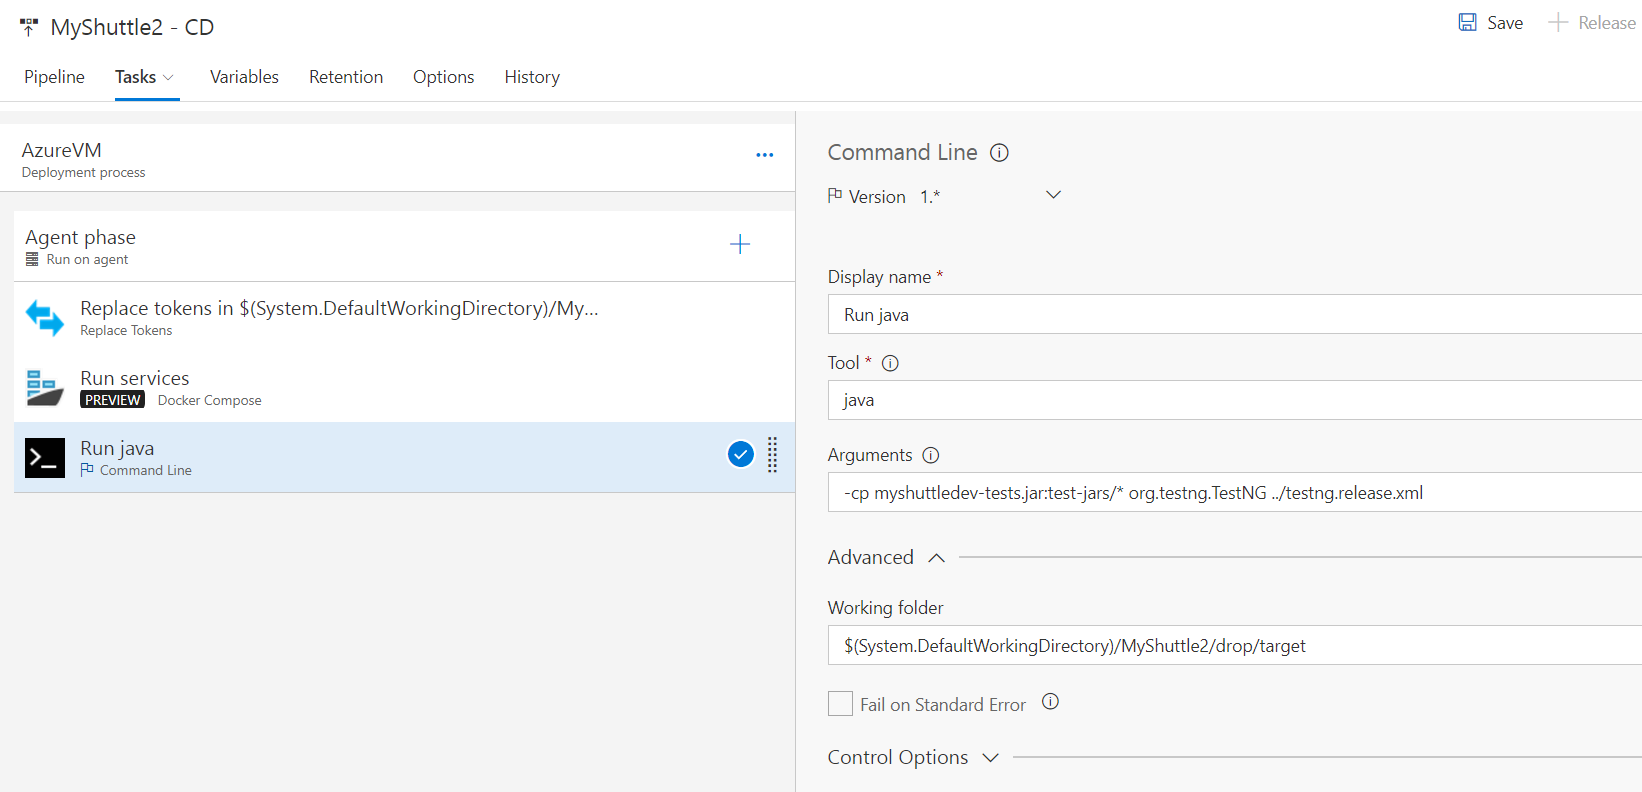 MyShuttle2 - CD
Save
Release
Pipeline
Tasks
Variables
Retention
Options
History
AzureVM
Deployment process
Agent phase
Run on agent
Replace tokens in $(System.DefaultWorkingDirectory)/My...
Replace Tokens
Run services
PREVIEW Docker Compose
Run java
Command Line
Command Line
Version 1.*
Display name *
Run java
Tool *
java
Arguments
-cp myshuttledev-tests.jar:test-jars/* org.testng.TestNG ../testng.release.xml
Advanced
Working folder
$(System.DefaultWorkingDirectory)/MyShuttle2/drop/target
Fail on Standard Error
Control Options